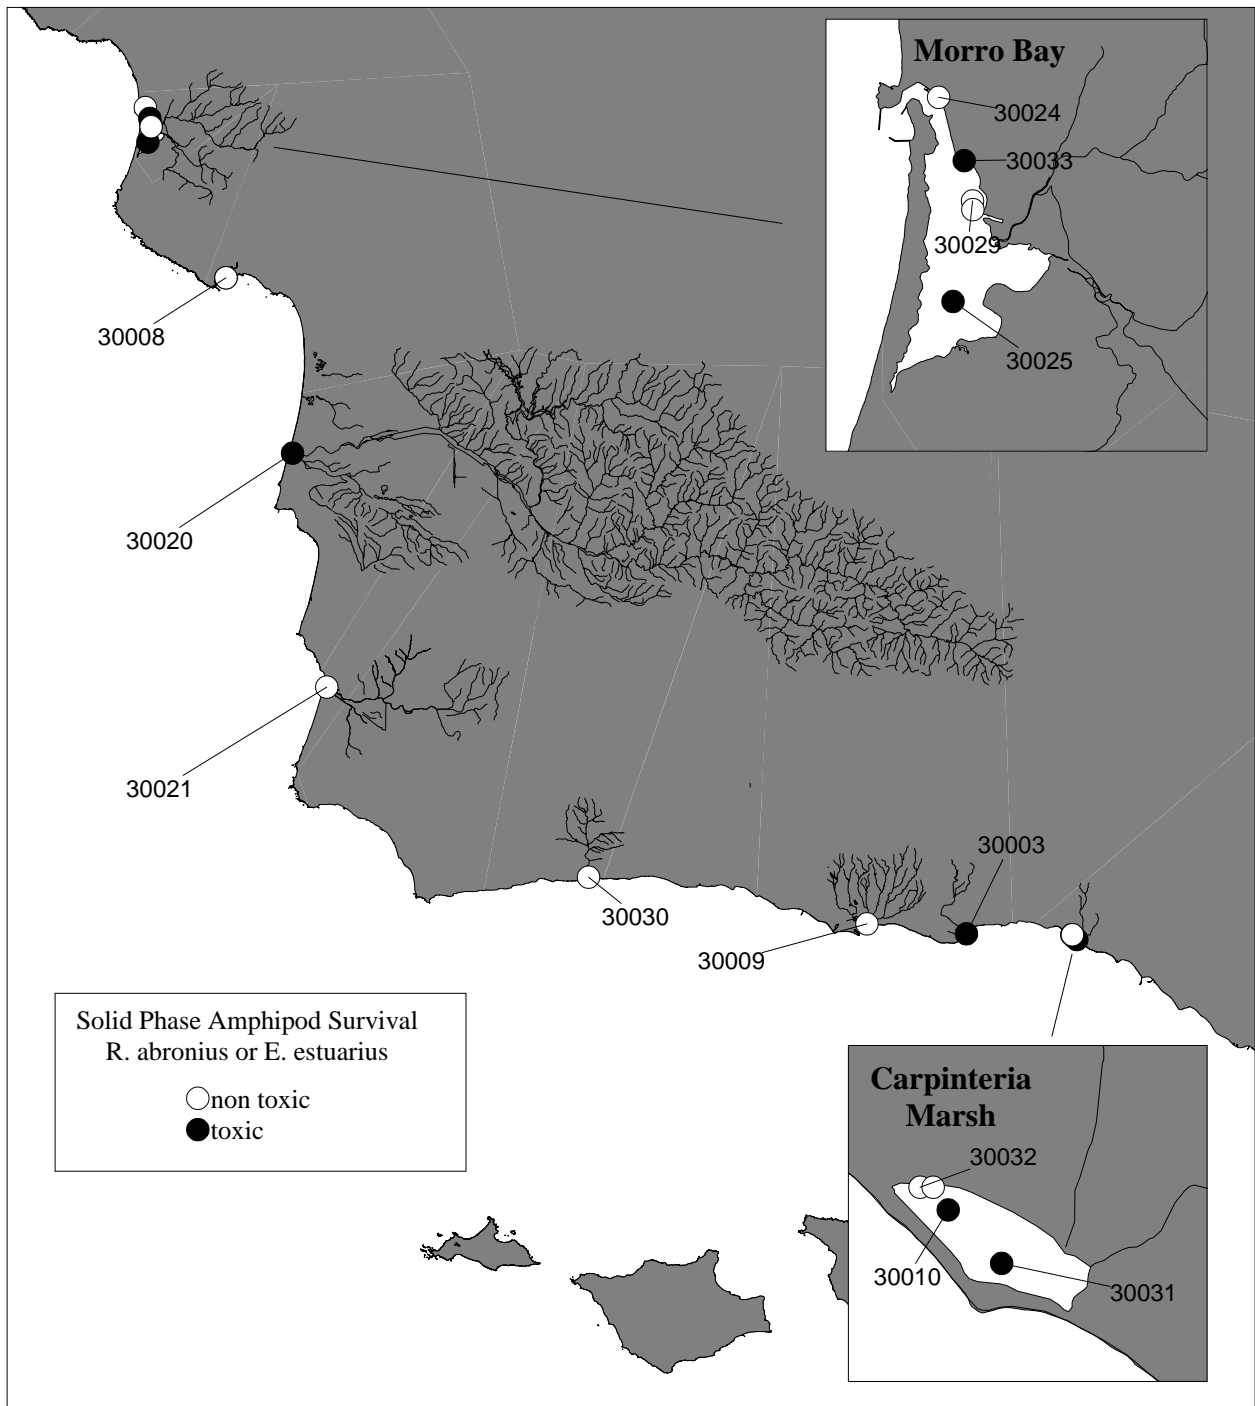 Morro Bay
30024
30033
30029
30025
30008
30020
30021
30030
30003
30009
Solid Phase Amphipod Survival
R. abronius or E. estuarius
non toxic
toxic
Carpinteria
Marsh
30032
30010
30031